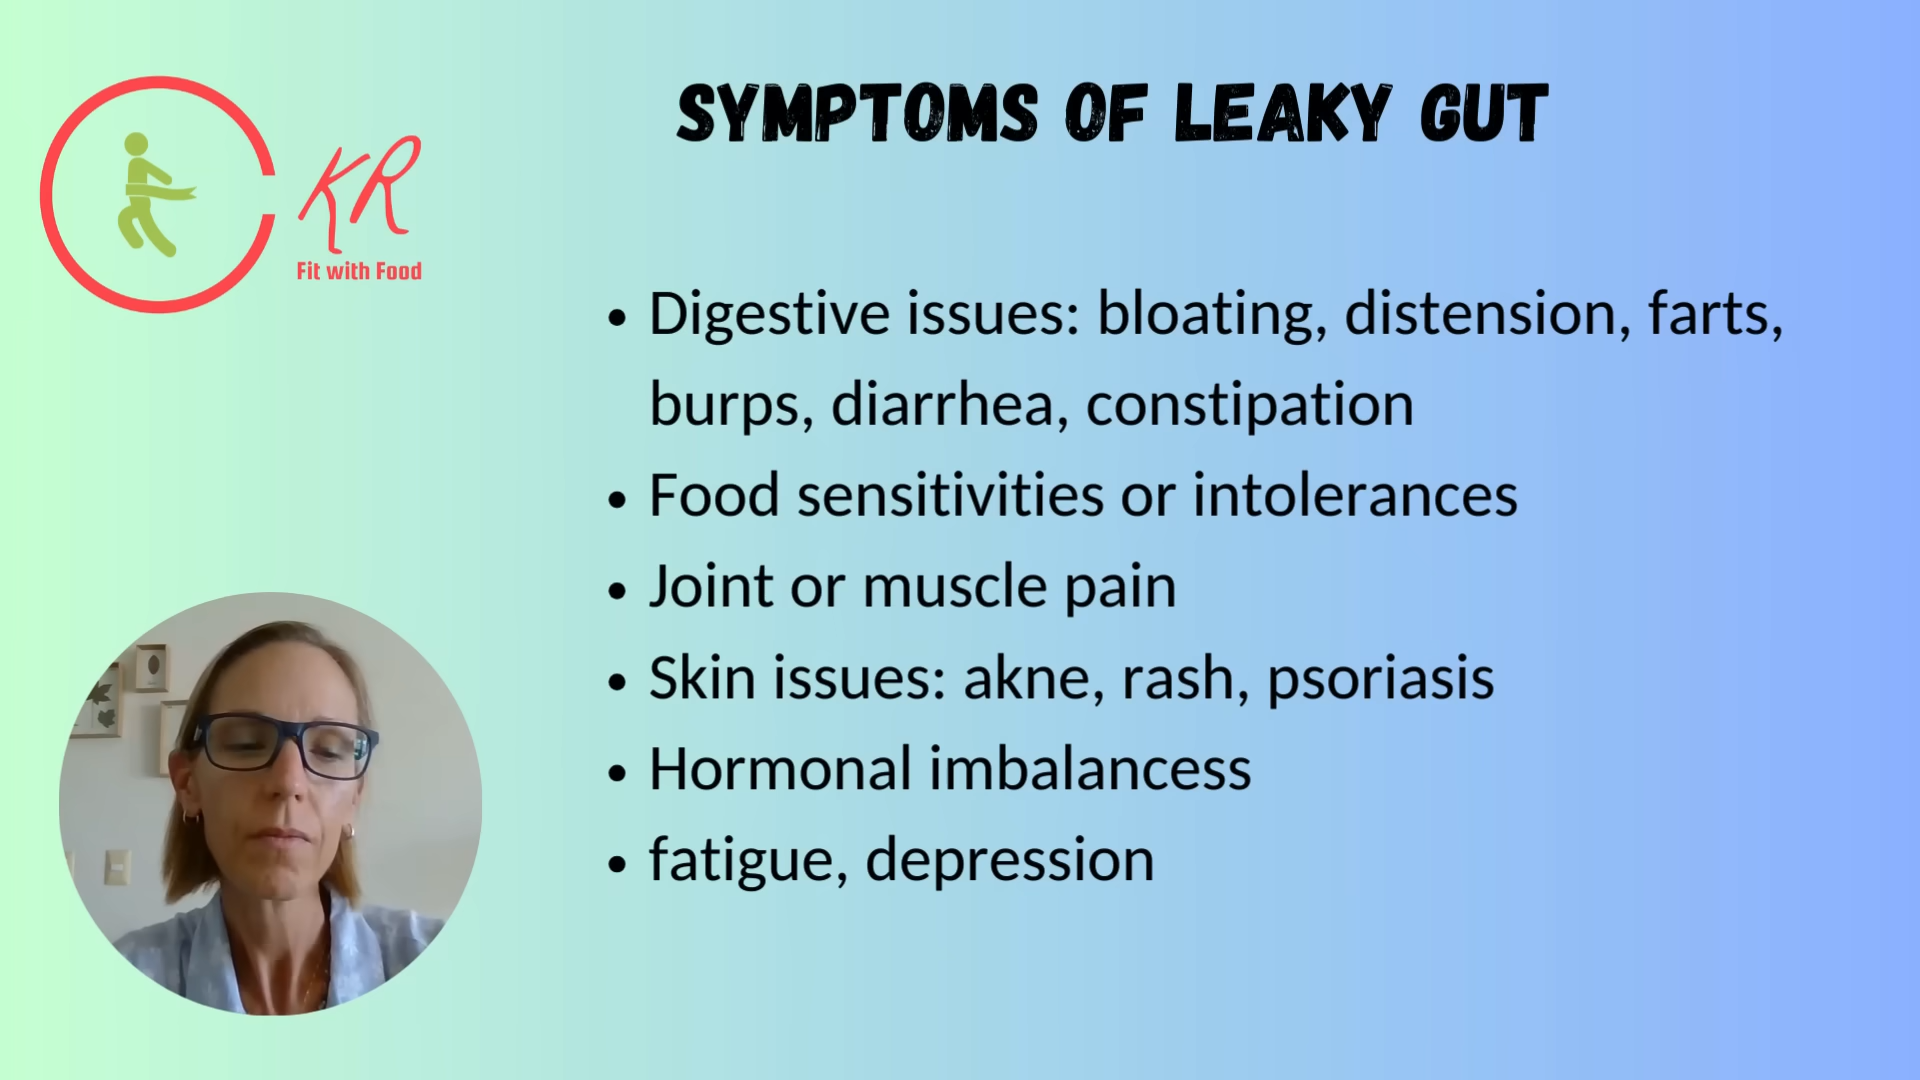 SYMPTOMS OF LEAKY GUT
KR
Fit with Food
• Digestive issues: bloating, distension, farts,
burps, diarrhea, constipation
• Food sensitivities or intolerances
• Joint or muscle pain
• Skin issues: akne, rash, psoriasis
• Hormonal imbalancess
• fatigue, depression